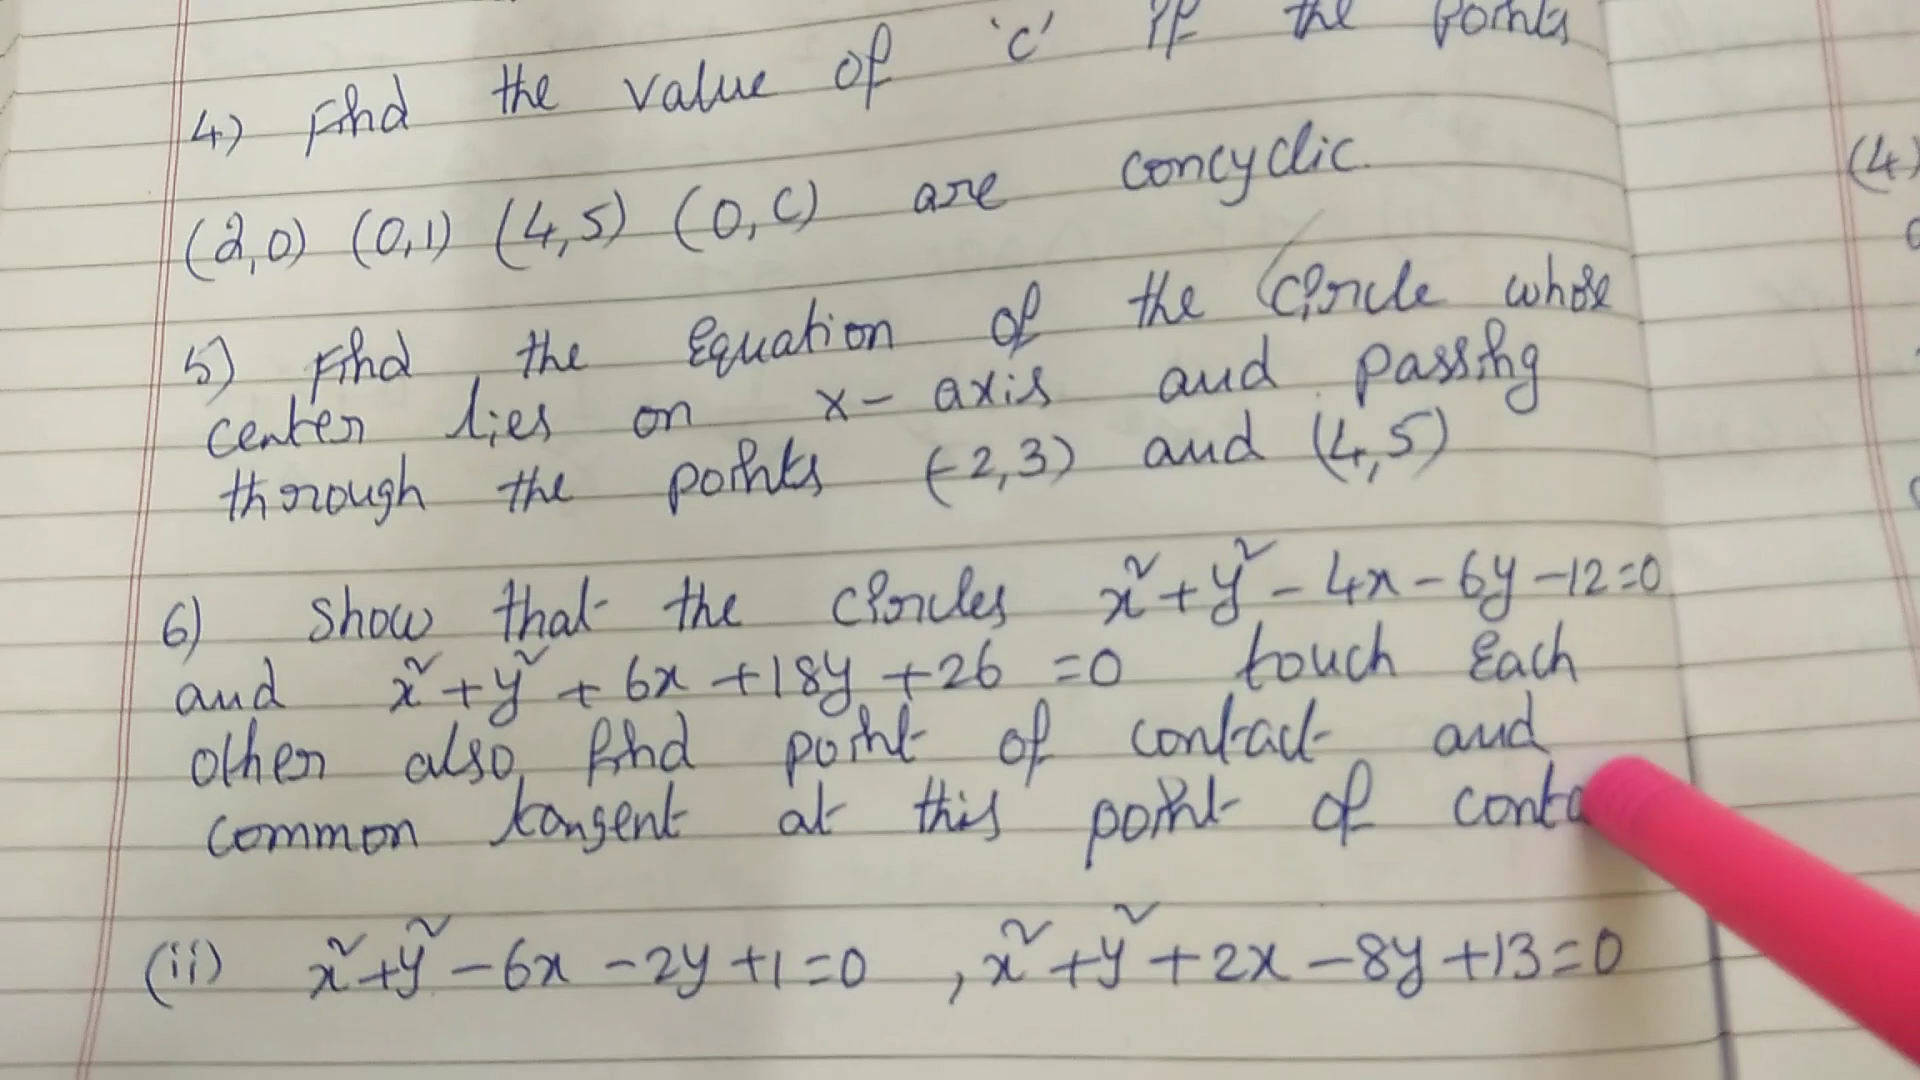 4) Find the value of 'c' if the points
(2,0) (0,1) (4,5) (0,C) are concyclic.
5) Find the Equation of the Circle whose
center lies on x-axis and passing
through the points (-2,3) and (4,5)
6) Show that the circles x²+y²-4x-6y-12=0
and x²+y²+6x+18y+26=0 touch Each
other also, find point of contact and
common tangent at this point of conta
(ii) x²+y²-6x-2y+1=0, x²+y²+2x-8y+13=0
(4)